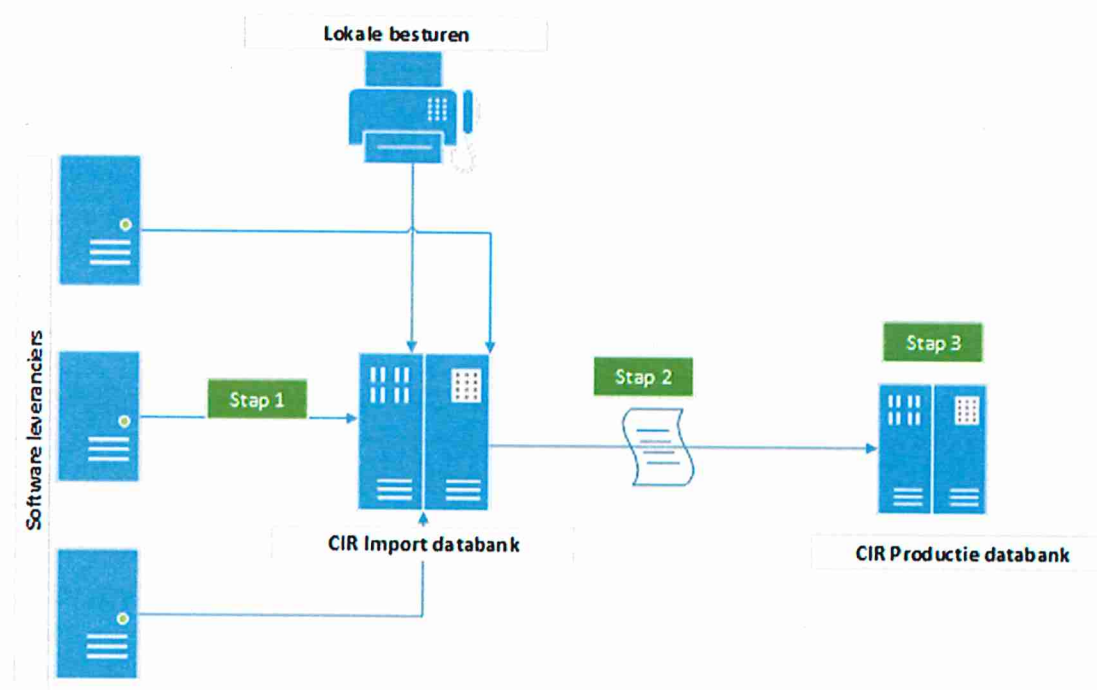 Lokale besturen
Software leveranciers
Stap 1
Stap 2
Stap 3
CIR Import databank
CIR Productie databank